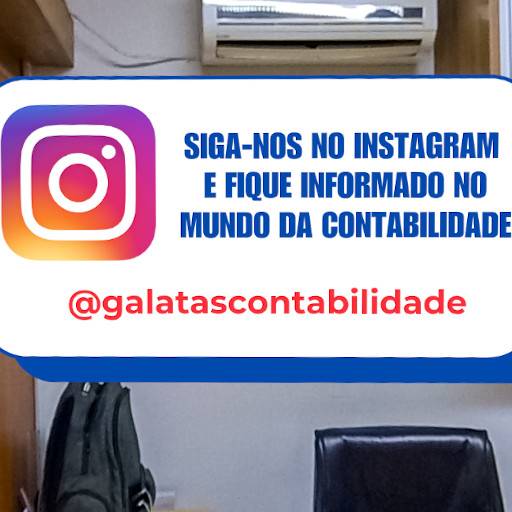 SIGA-NOS NO INSTAGRAM
E FIQUE INFORMADO NO
MUNDO DA CONTABILIDADE
@galatascontabilidade